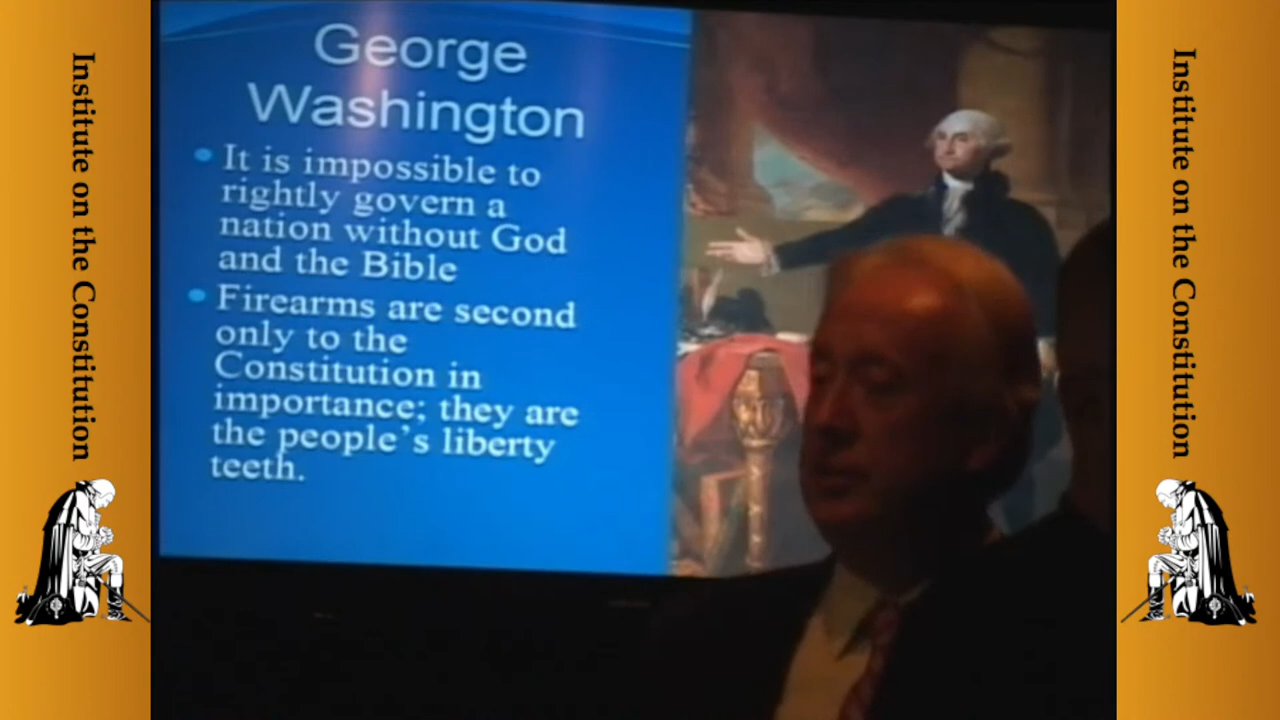 Institute on the Constitution
George
Washington
It is impossible to
rightly govern a
nation without God
and the Bible
Firearms are second
only to the
Constitution in
importance; they are
the people's liberty
teeth.
Institute on the Constitution